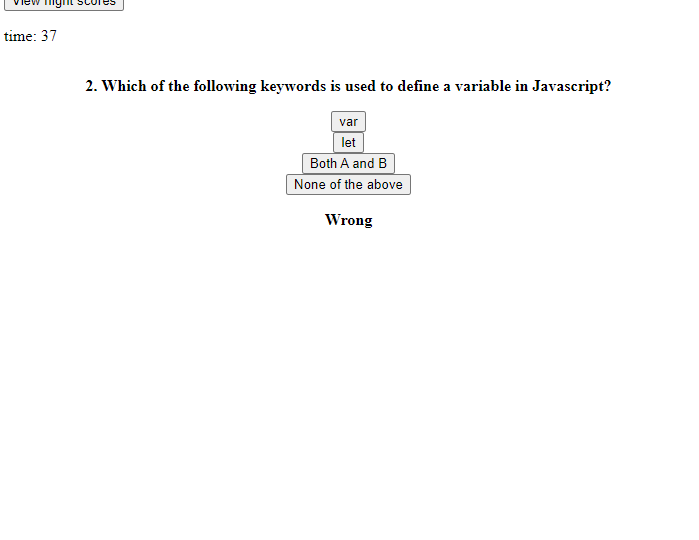 View hight scores
time: 37
2. Which of the following keywords is used to define a variable in Javascript?
var
let
Both A and B
None of the above
Wrong